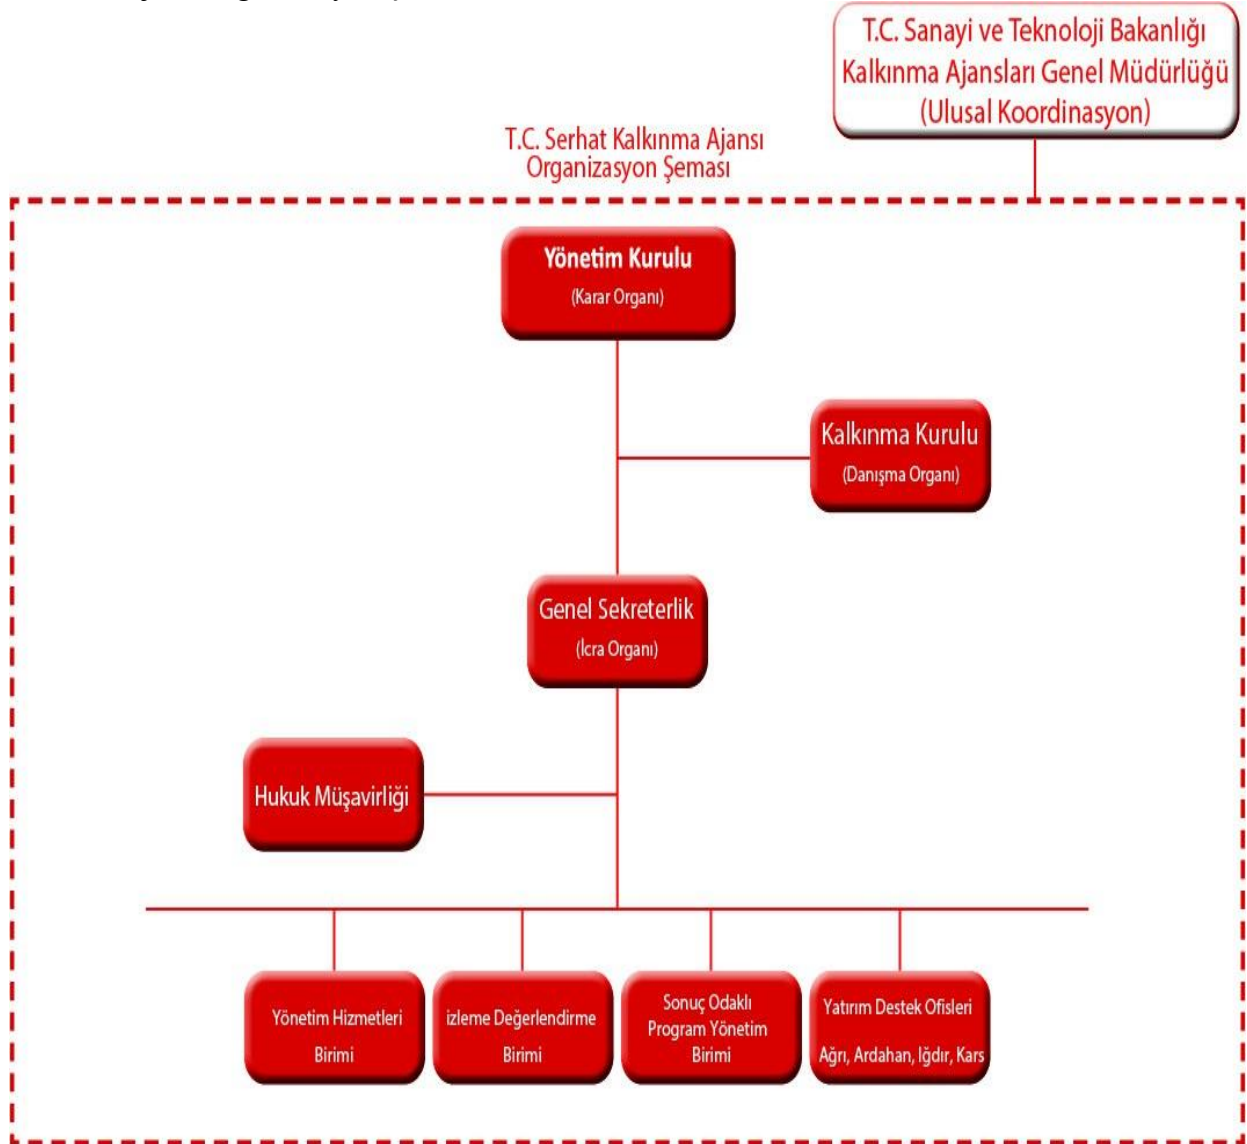 T.C. Sanayi ve Teknoloji Bakanlığı
Kalkınma Ajansları Genel Müdürlüğü
(Ulusal Koordinasyon)
T.C. Serhat Kalkınma Ajansı
Organizasyon Şeması
Yönetim Kurulu
(Karar Organı)
Kalkınma Kurulu
(Danışma Organı)
Genel Sekreterlik
(İcra Organı)
Hukuk Müşavirliği
Yönetim Hizmetleri
Birimi
izleme Değerlendirme
Birimi
Sonuç Odaklı
Program Yönetim
Birimi
Yatırım Destek Ofisleri
Ağrı, Ardahan, Iğdır, Kars